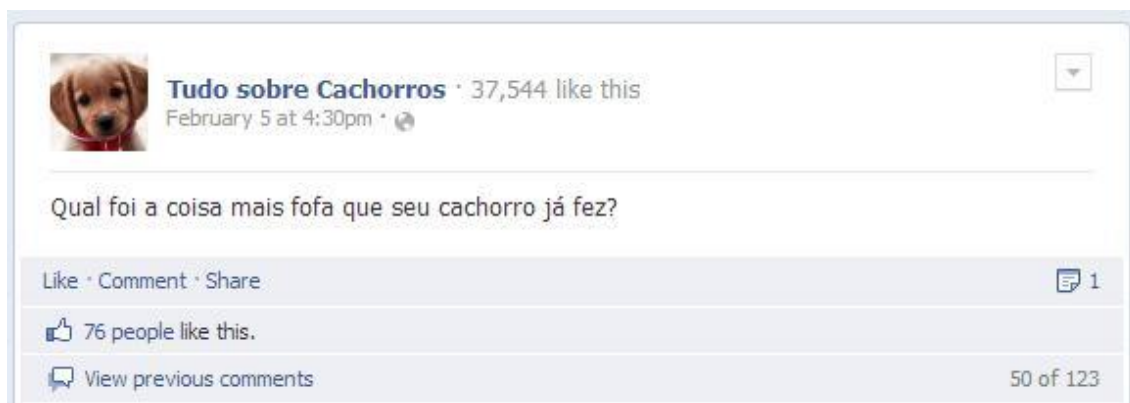 Tudo sobre Cachorros · 37,544 like this
February 5 at 4:30pm ·
Qual foi a coisa mais fofa que seu cachorro já fez?
Like · Comment · Share 1
76 people like this.
View previous comments 50 of 123